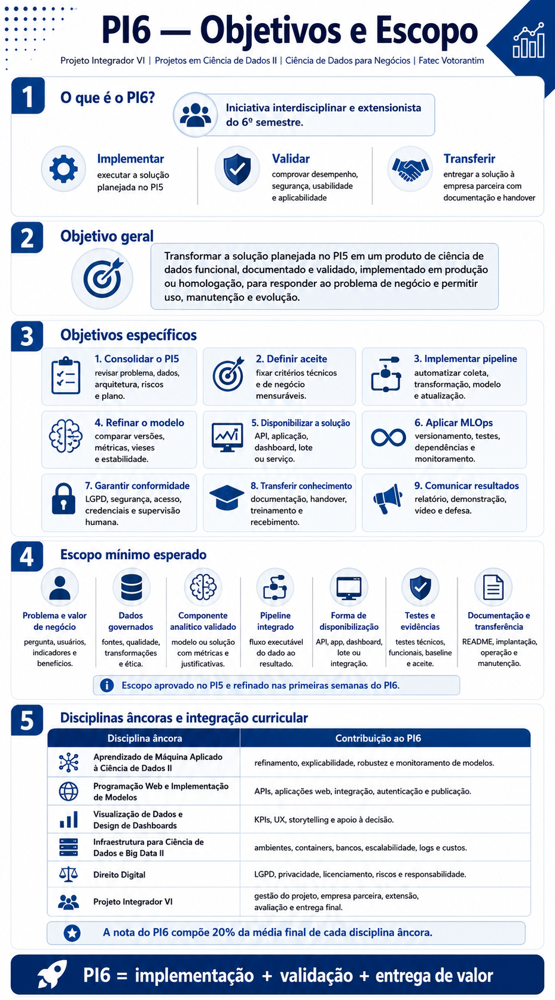 PI6 — Objetivos e Escopo
Projeto Integrador VI | Projetos em Ciência de Dados II | Ciência de Dados para Negócios | Fatec Votorantim
1
O que é o PI6?
Iniciativa interdisciplinar e extensionista
do 6º semestre.
Implementar
executar a solução
planejada no PI5
Validar
comprovar desempenho,
segurança, usabilidade
e aplicabilidade
Transferir
entregar a solução à
empresa parceira com
documentação e handover
2
Objetivo geral
Transformar a solução planejada no PI5 em um produto de ciência de
dados funcional, documentado e validado, implementado em produção
ou homologação, para responder ao problema de negócio e permitir
uso, manutenção e evolução.
3
Objetivos específicos
1. Consolidar o PI5
revisar problema, dados,
arquitetura, riscos
e plano.
2. Definir aceite
fixar critérios técnicos
e de negócio
mensuráveis.
3. Implementar pipeline
automatizar coleta,
transformação, modelo
e atualização.
4. Refinar o modelo
comparar versões,
métricas, vieses
e estabilidade.
5. Disponibilizar a solução
API, aplicação,
dashboard, lote
ou serviço.
6. Aplicar MLOps
versionamento, testes,
dependências e
monitoramento.
7. Garantir conformidade
LGPD, segurança, acesso,
credenciais e supervisão
humana.
8. Transferir conhecimento
documentação, handover,
treinamento e
recebimento.
9. Comunicar resultados
relatório, demonstração,
vídeo e defesa.
4
Escopo mínimo esperado
Problema e valor
de negócio
pergunta, usuários,
indicadores e
benefícios.
Dados
governados
fontes, qualidade,
transformações
e ética.
Componente
analitico validado
modelo ou solução
com métricas e
justificativas.
Pipeline
integrado
fluxo executável
do dado ao
resultado.
Forma de
disponibilização
API, app, dashboard,
lote ou
integração.
Testes e
evidências
testes técnicos,
funcionais, baseline
e aceite.
Documentação e
transferência
README, implantação,
operação e
manutenção.
Escopo aprovado no PI5 e refinado nas primeiras semanas do PI6.
5
Disciplinas âncoras e integração curricular
Disciplina âncora
Contribuição ao PI6
Aprendizado de Máquina Aplicado
à Ciência de Dados II
refinamento, explicabilidade, robustez e monitoramento de modelos.
Programação Web e Implementação
de Modelos
APIs, aplicações web, integração, autenticação e publicação.
Visualização de Dados e
Design de Dashboards
KPIs, UX, storytelling e apoio à decisão.
Infraestrutura para Ciência de
Dados e Big Data II
ambientes, containers, bancos, escalabilidade, logs e custos.
Direito Digital
LGPD, privacidade, licenciamento, riscos e responsabilidade.
Projeto Integrador VI
gestão do projeto, empresa parceira, extensão,
avaliação e entrega final.
A nota do PI6 compõe 20% da média final de cada disciplina âncora.
PI6 = implementação + validação + entrega de valor